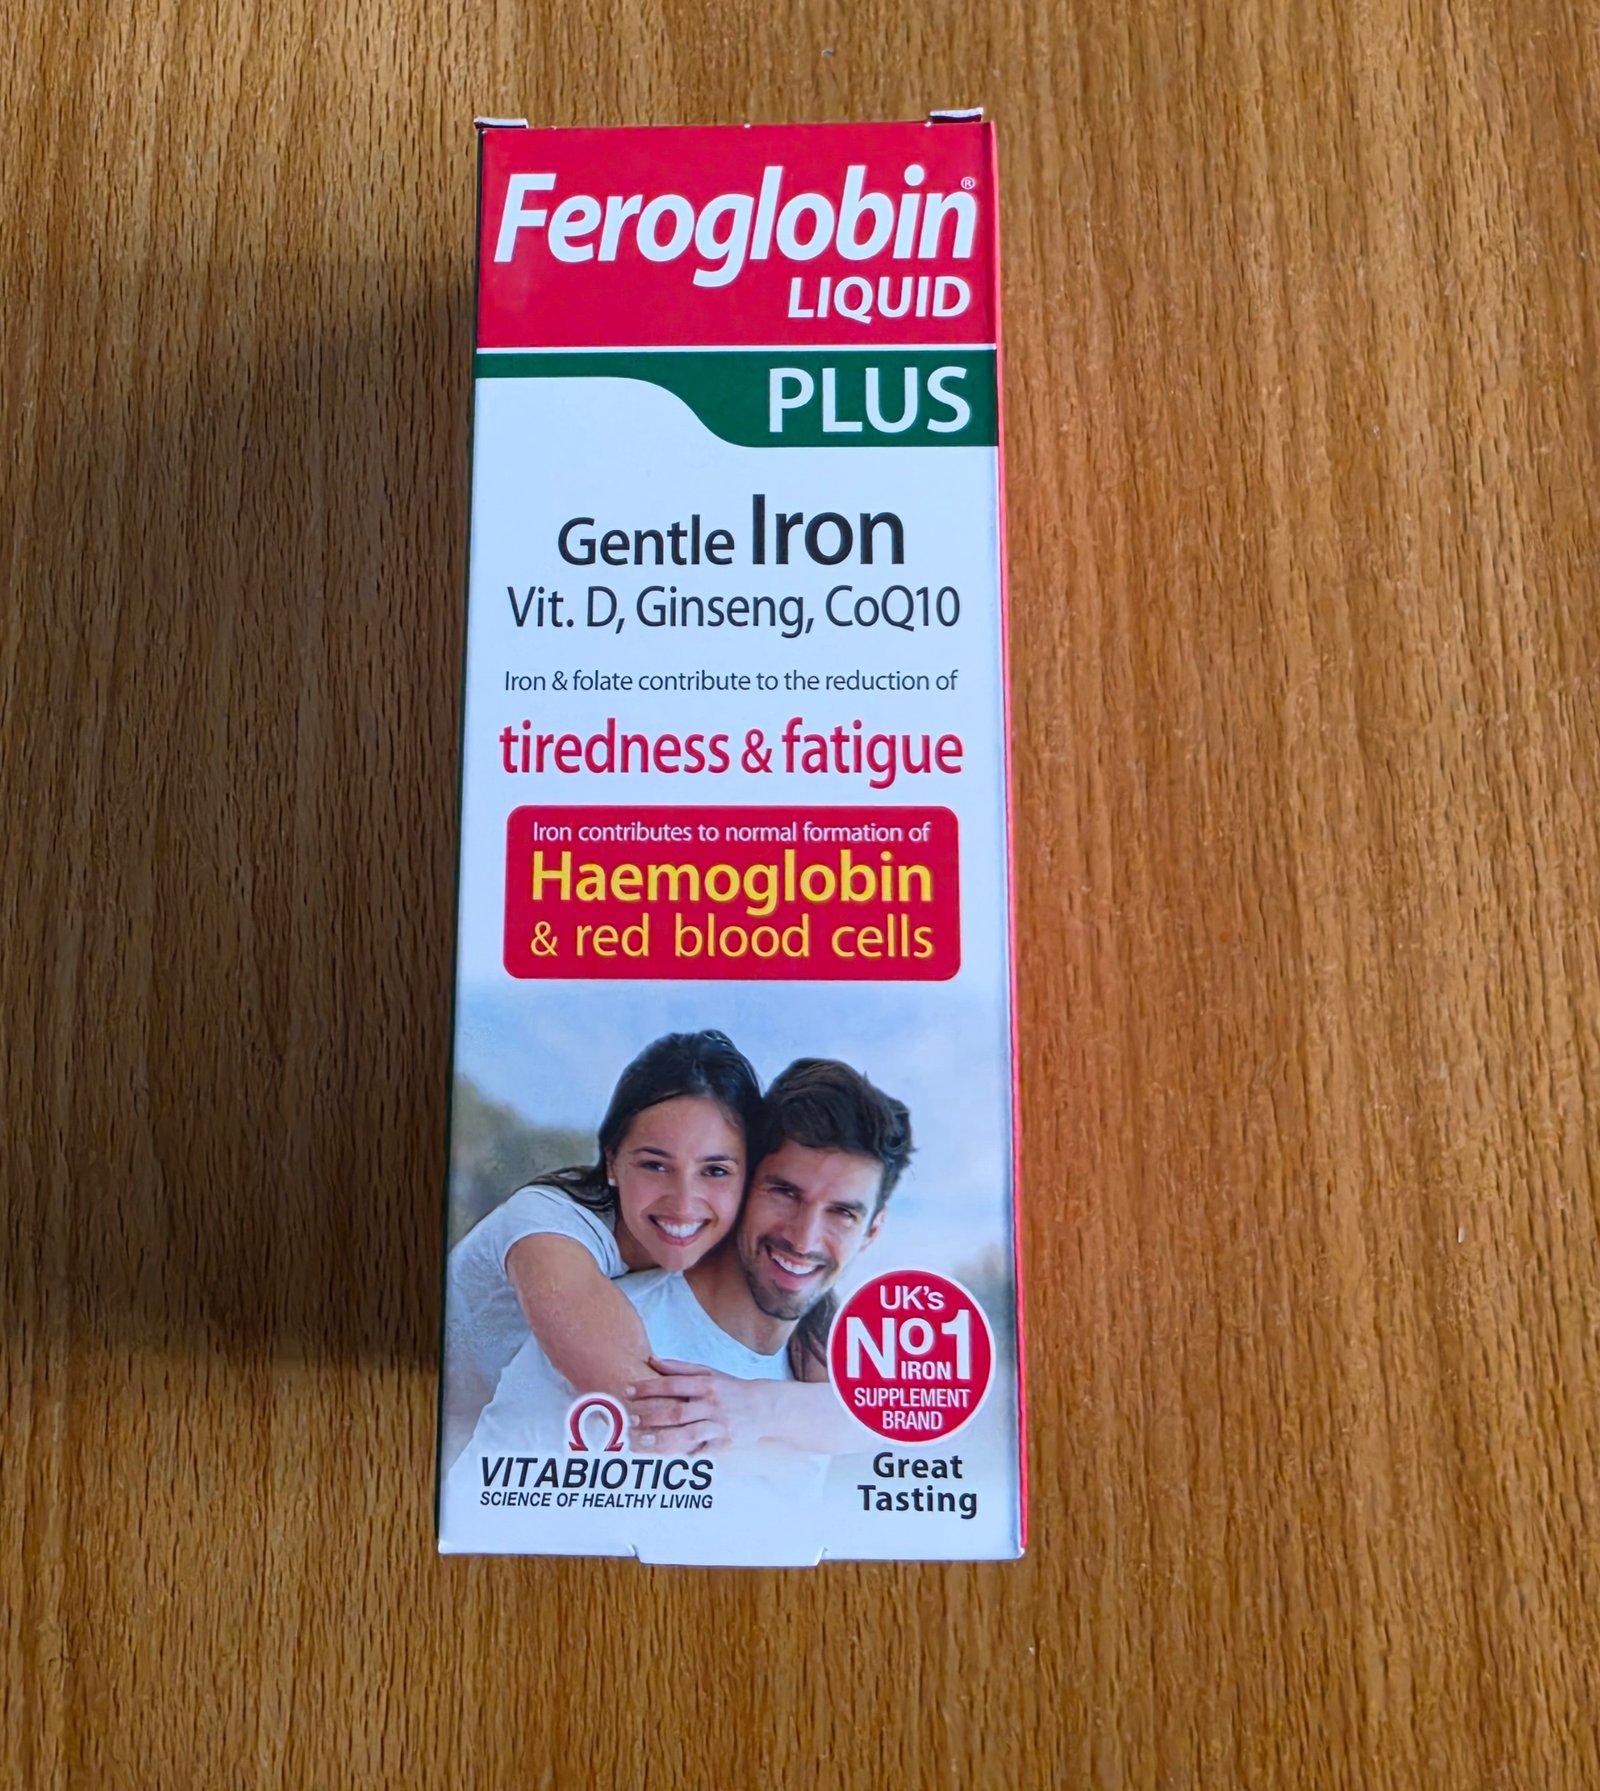 Feroglobin®
LIQUID
PLUS
Gentle Iron
Vit. D, Ginseng, CoQ10
Iron & folate contribute to the reduction of
tiredness & fatigue
Iron contributes to normal formation of
Haemoglobin
& red blood cells
UK's
No1
IRON
SUPPLEMENT
BRAND
Great
Tasting
VITABIOTICS
SCIENCE OF HEALTHY LIVING